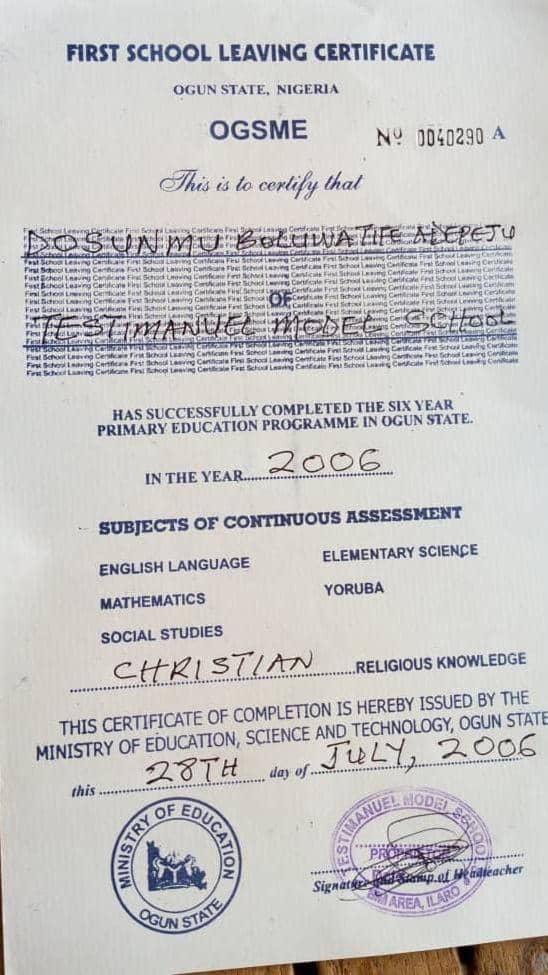 FIRST SCHOOL LEAVING CERTIFICATE
OGUN STATE, NIGERIA
OGSME
Nº 0040290 A
This is to certify that
DOSUNMU BOLUWATIFE ADEPEJU
OF
TESTIMANUEL MODEL SCHOOL
HAS SUCCESSFULLY COMPLETED THE SIX YEAR
PRIMARY EDUCATION PROGRAMME IN OGUN STATE.
IN THE YEAR 2006
SUBJECTS OF CONTINUOUS ASSESSMENT
ENGLISH LANGUAGE ELEMENTARY SCIENCE
MATHEMATICS YORUBA
SOCIAL STUDIES
CHRISTIAN RELIGIOUS KNOWLEDGE
THIS CERTIFICATE OF COMPLETION IS HEREBY ISSUED BY THE
MINISTRY OF EDUCATION, SCIENCE AND TECHNOLOGY, OGUN STATE
this 28TH day of JULY, 2006
MINISTRY OF EDUCATION
OGUN STATE
TESTIMANUEL MODEL SCHOOL
Signature and Stamp of Headteacher
AREA, ILARO